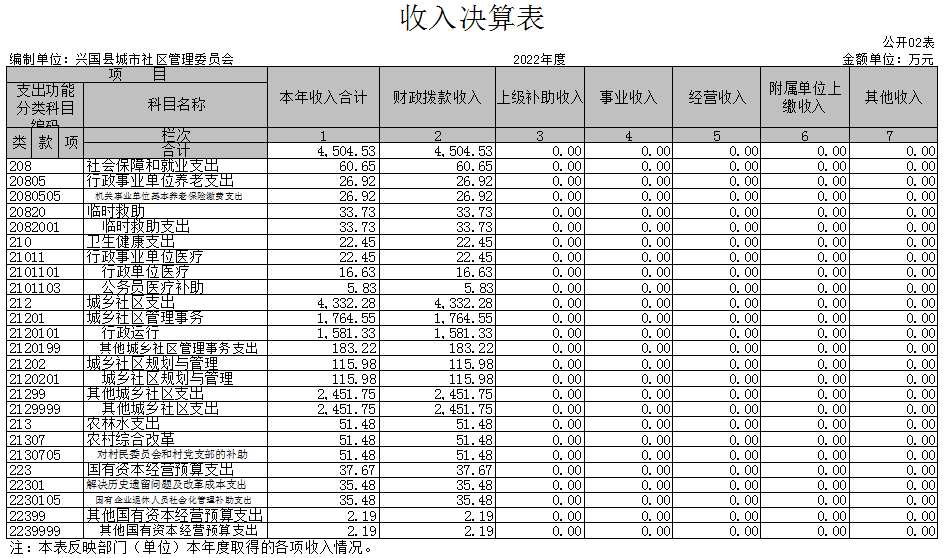 收入决算表
公开02表
编制单位：兴国县城市社区管理委员会 2022年度 金额单位：万元
项 目 本年收入合计 财政拨款收入 上级补助收入 事业收入 经营收入 附属单位上缴收入 其他收入
支出功能分类科目编码 科目名称
类 款 项 栏次 1 2 3 4 5 6 7
合计 4,504.53 4,504.53 0.00 0.00 0.00 0.00 0.00
208 社会保障和就业支出 60.65 60.65 0.00 0.00 0.00 0.00 0.00
20805 行政事业单位养老支出 26.92 26.92 0.00 0.00 0.00 0.00 0.00
2080505 机关事业单位基本养老保险缴费支出 26.92 26.92 0.00 0.00 0.00 0.00 0.00
20820 临时救助 33.73 33.73 0.00 0.00 0.00 0.00 0.00
2082001 临时救助支出 33.73 33.73 0.00 0.00 0.00 0.00 0.00
210 卫生健康支出 22.45 22.45 0.00 0.00 0.00 0.00 0.00
21011 行政事业单位医疗 22.45 22.45 0.00 0.00 0.00 0.00 0.00
2101101 行政单位医疗 16.63 16.63 0.00 0.00 0.00 0.00 0.00
2101103 公务员医疗补助 5.83 5.83 0.00 0.00 0.00 0.00 0.00
212 城乡社区支出 4,332.28 4,332.28 0.00 0.00 0.00 0.00 0.00
21201 城乡社区管理事务 1,764.55 1,764.55 0.00 0.00 0.00 0.00 0.00
2120101 行政运行 1,581.33 1,581.33 0.00 0.00 0.00 0.00 0.00
2120199 其他城乡社区管理事务支出 183.22 183.22 0.00 0.00 0.00 0.00 0.00
21202 城乡社区规划与管理 115.98 115.98 0.00 0.00 0.00 0.00 0.00
2120201 城乡社区规划与管理 115.98 115.98 0.00 0.00 0.00 0.00 0.00
21299 其他城乡社区支出 2,451.75 2,451.75 0.00 0.00 0.00 0.00 0.00
2129999 其他城乡社区支出 2,451.75 2,451.75 0.00 0.00 0.00 0.00 0.00
213 农林水支出 51.48 51.48 0.00 0.00 0.00 0.00 0.00
21307 农村综合改革 51.48 51.48 0.00 0.00 0.00 0.00 0.00
2130705 对村民委员会和村党支部的补助 51.48 51.48 0.00 0.00 0.00 0.00 0.00
223 国有资本经营预算支出 37.67 37.67 0.00 0.00 0.00 0.00 0.00
22301 解决历史遗留问题及改革成本支出 35.48 35.48 0.00 0.00 0.00 0.00 0.00
2230105 国有企业退休人员社会化管理补助支出 35.48 35.48 0.00 0.00 0.00 0.00 0.00
22399 其他国有资本经营预算支出 2.19 2.19 0.00 0.00 0.00 0.00 0.00
2239999 其他国有资本经营预算支出 2.19 2.19 0.00 0.00 0.00 0.00 0.00
注：本表反映部门（单位）本年度取得的各项收入情况。